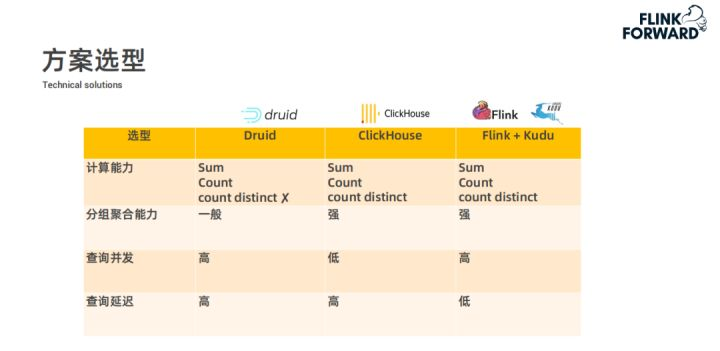 FLINK
FORWARD
方案选型
Technical solutions
druid
ClickHouse
Flink
KUDU
选型
Druid
ClickHouse
Flink + Kudu
计算能力
Sum
Count
count distinct ✗
Sum
Count
count distinct
Sum
Count
count distinct
分组聚合能力
一般
强
强
查询并发
高
低
高
查询延迟
高
高
低